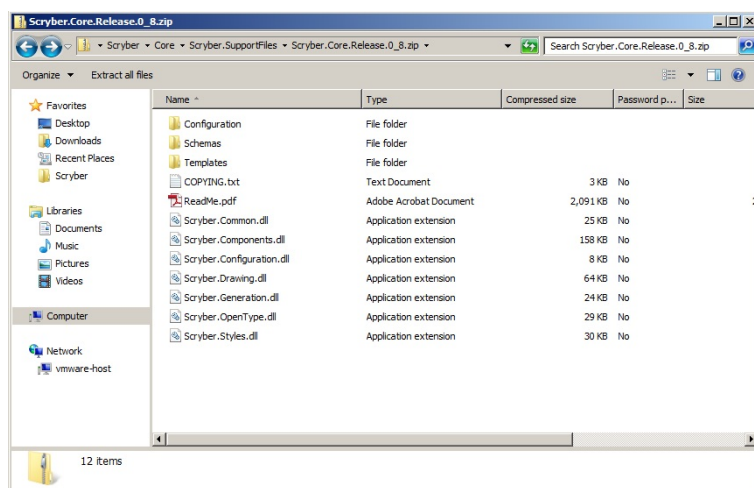 Scryber.Core.Release.0_8.zip
Scryber Core Scryber.SupportFiles Scryber.Core.Release.0_8.zip
Search Scryber.Core.Release.0_8.zip
Organize Extract all files
Favorites
Desktop
Downloads
Recent Places
Scryber
Libraries
Documents
Music
Pictures
Videos
Computer
Network
vmware-host
Name Type Compressed size Password p... Size
Configuration File folder
Schemas File folder
Templates File folder
COPYING.txt Text Document 3 KB No
ReadMe.pdf Adobe Acrobat Document 2,091 KB No
Scryber.Common.dll Application extension 25 KB No
Scryber.Components.dll Application extension 158 KB No
Scryber.Configuration.dll Application extension 8 KB No
Scryber.Drawing.dll Application extension 64 KB No
Scryber.Generation.dll Application extension 24 KB No
Scryber.OpenType.dll Application extension 29 KB No
Scryber.Styles.dll Application extension 30 KB No
12 items